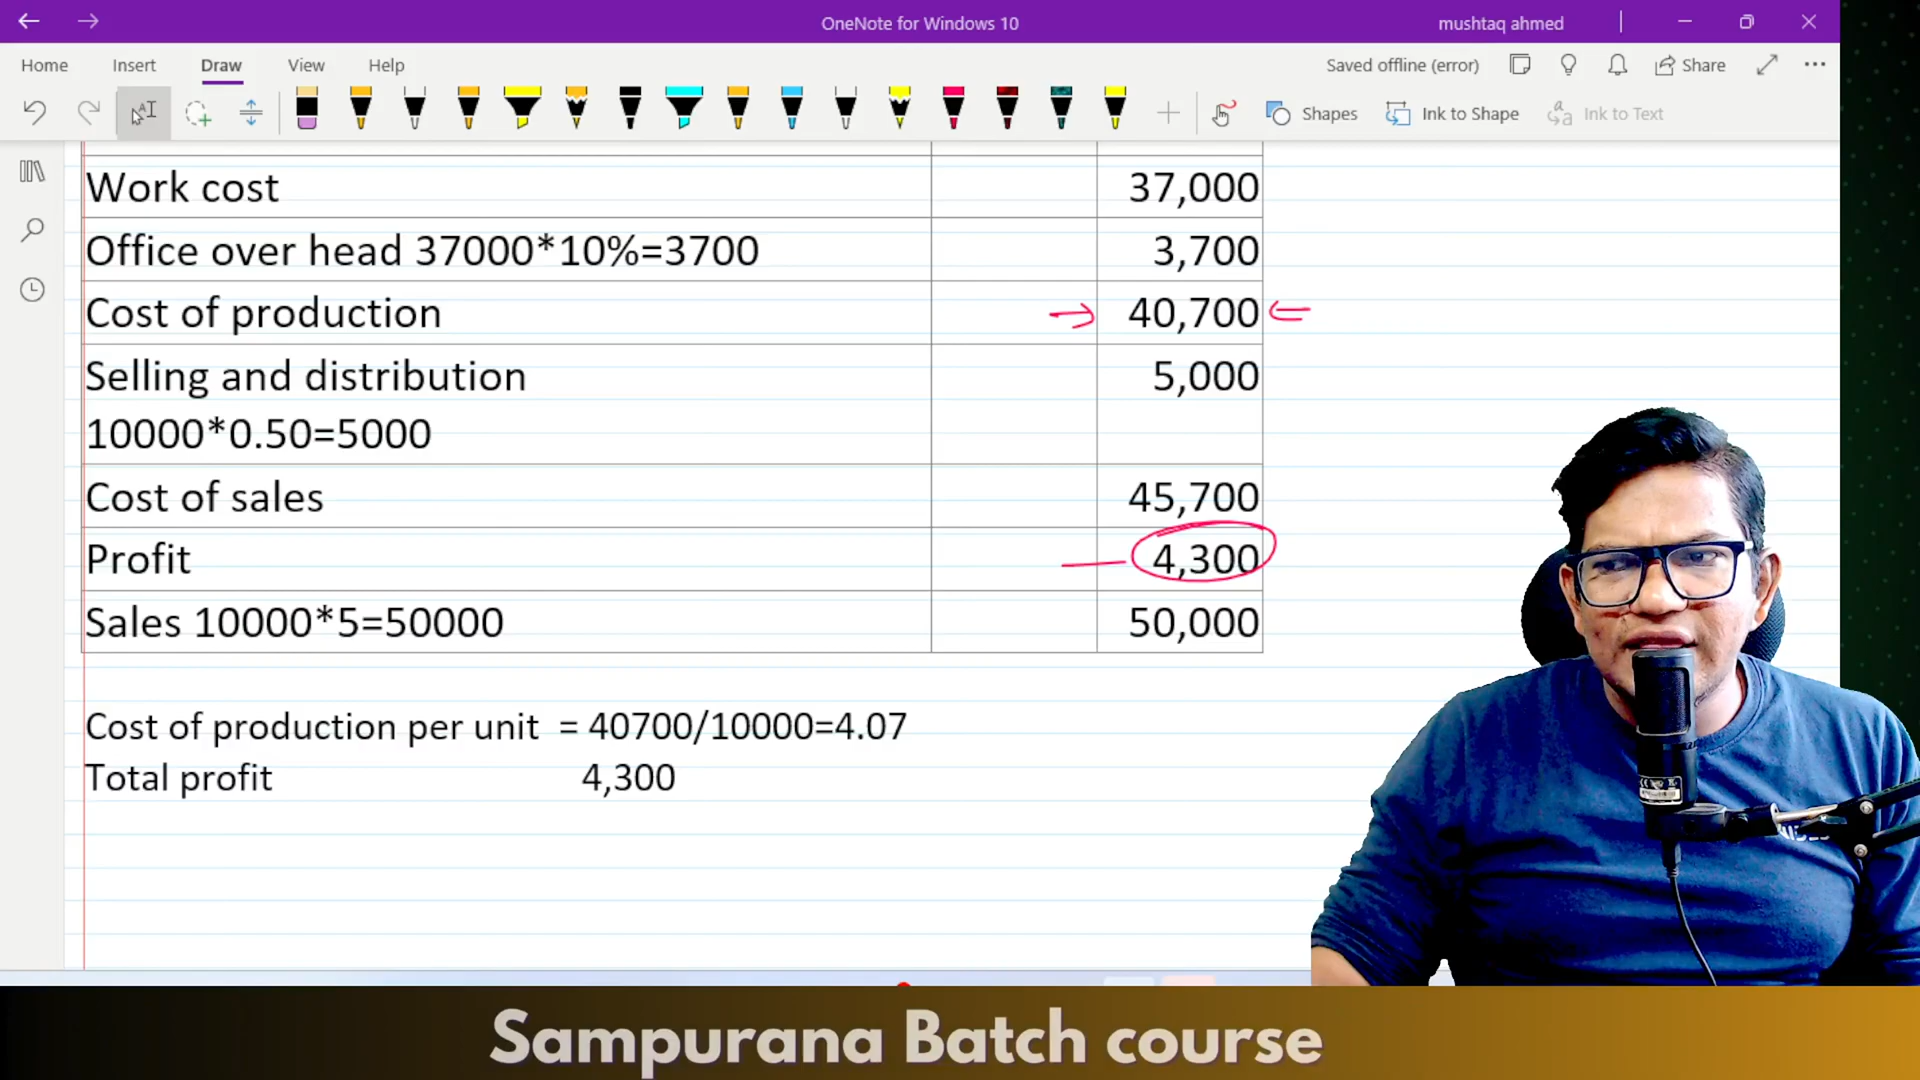 OneNote for Windows 10
mushtaq ahmed
Home Insert Draw View Help
Saved offline (error)
Share
Shapes
Ink to Shape
Ink to Text
Work cost 37,000
Office over head 37000*10%=3700 3,700
Cost of production 40,700
Selling and distribution 5,000
10000*0.50=5000
Cost of sales 45,700
Profit 4,300
Sales 10000*5=50000 50,000
Cost of production per unit = 40700/10000=4.07
Total profit 4,300
Sampurana Batch course